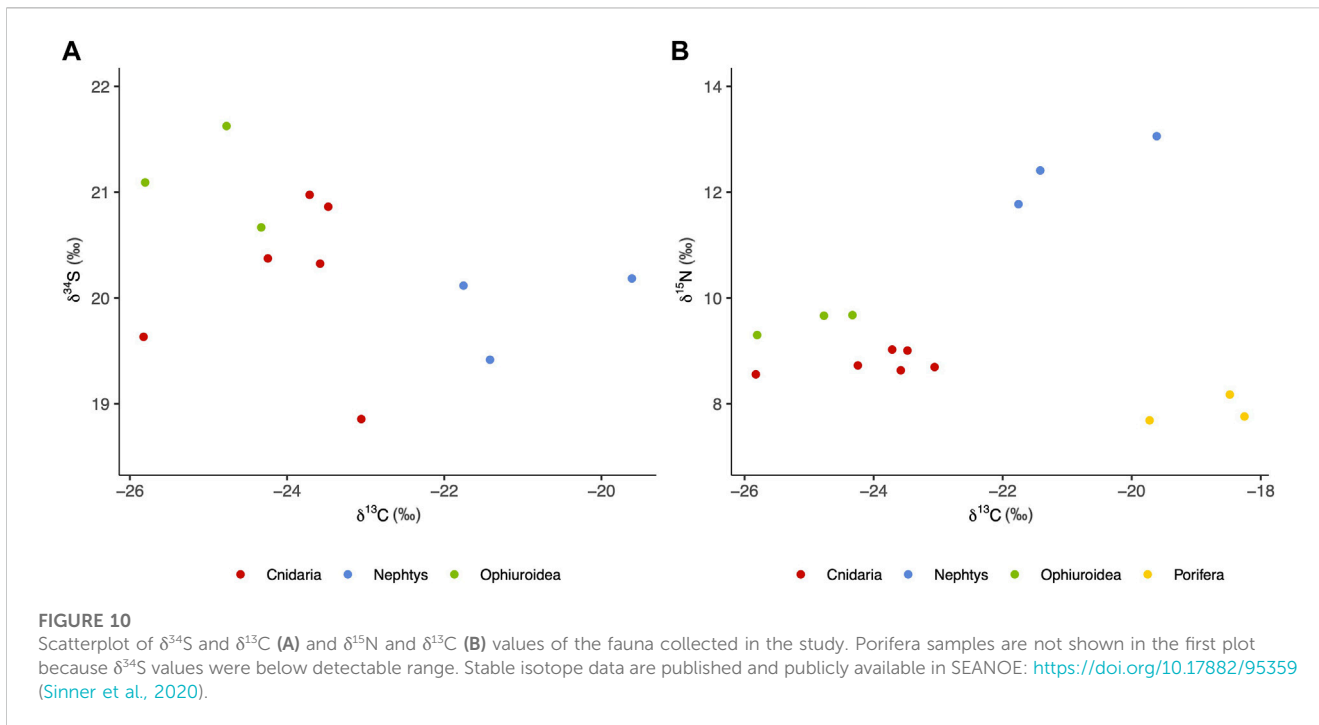 A
22
21
20
19
δ³⁴S (‰)
−26 −24 −22 −20
δ¹³C (‰)
Cnidaria Nephtys Ophiuroidea
B
14
12
10
8
δ¹⁵N (‰)
−26 −24 −22 −20 −18
δ¹³C (‰)
Cnidaria Nephtys Ophiuroidea Porifera
FIGURE 10
Scatterplot of δ³⁴S and δ¹³C (A) and δ¹⁵N and δ¹³C (B) values of the fauna collected in the study. Porifera samples are not shown in the first plot
because δ³⁴S values were below detectable range. Stable isotope data are published and publicly available in SEANOE: https://doi.org/10.17882/95359
(Sinner et al., 2020).